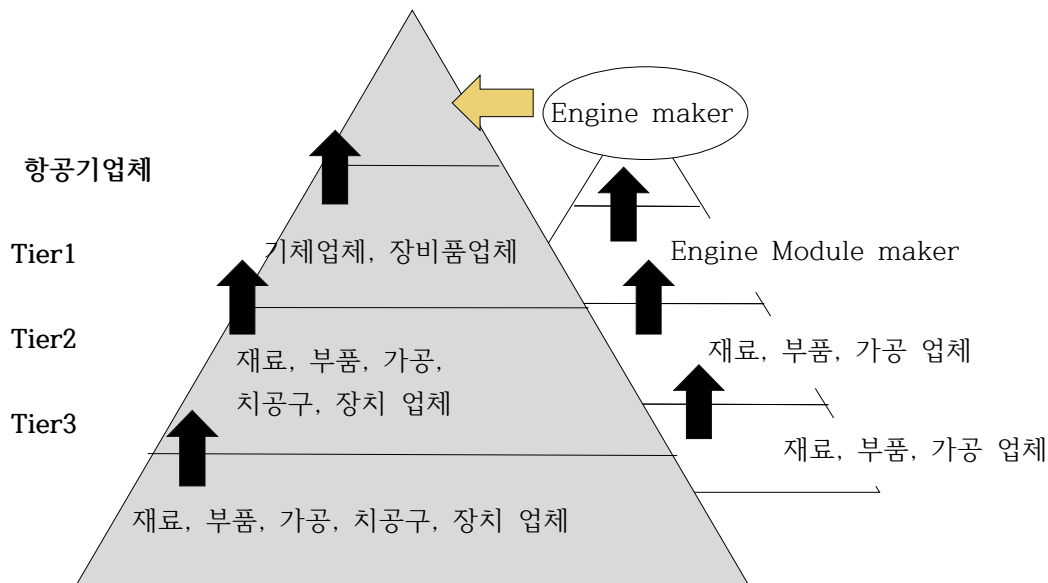 Engine maker
항공기업체
Tier1
기체업체, 장비품업체
Engine Module maker
Tier2
재료, 부품, 가공,
치공구, 장치 업체
재료, 부품, 가공 업체
Tier3
재료, 부품, 가공 업체
재료, 부품, 가공, 치공구, 장치 업체